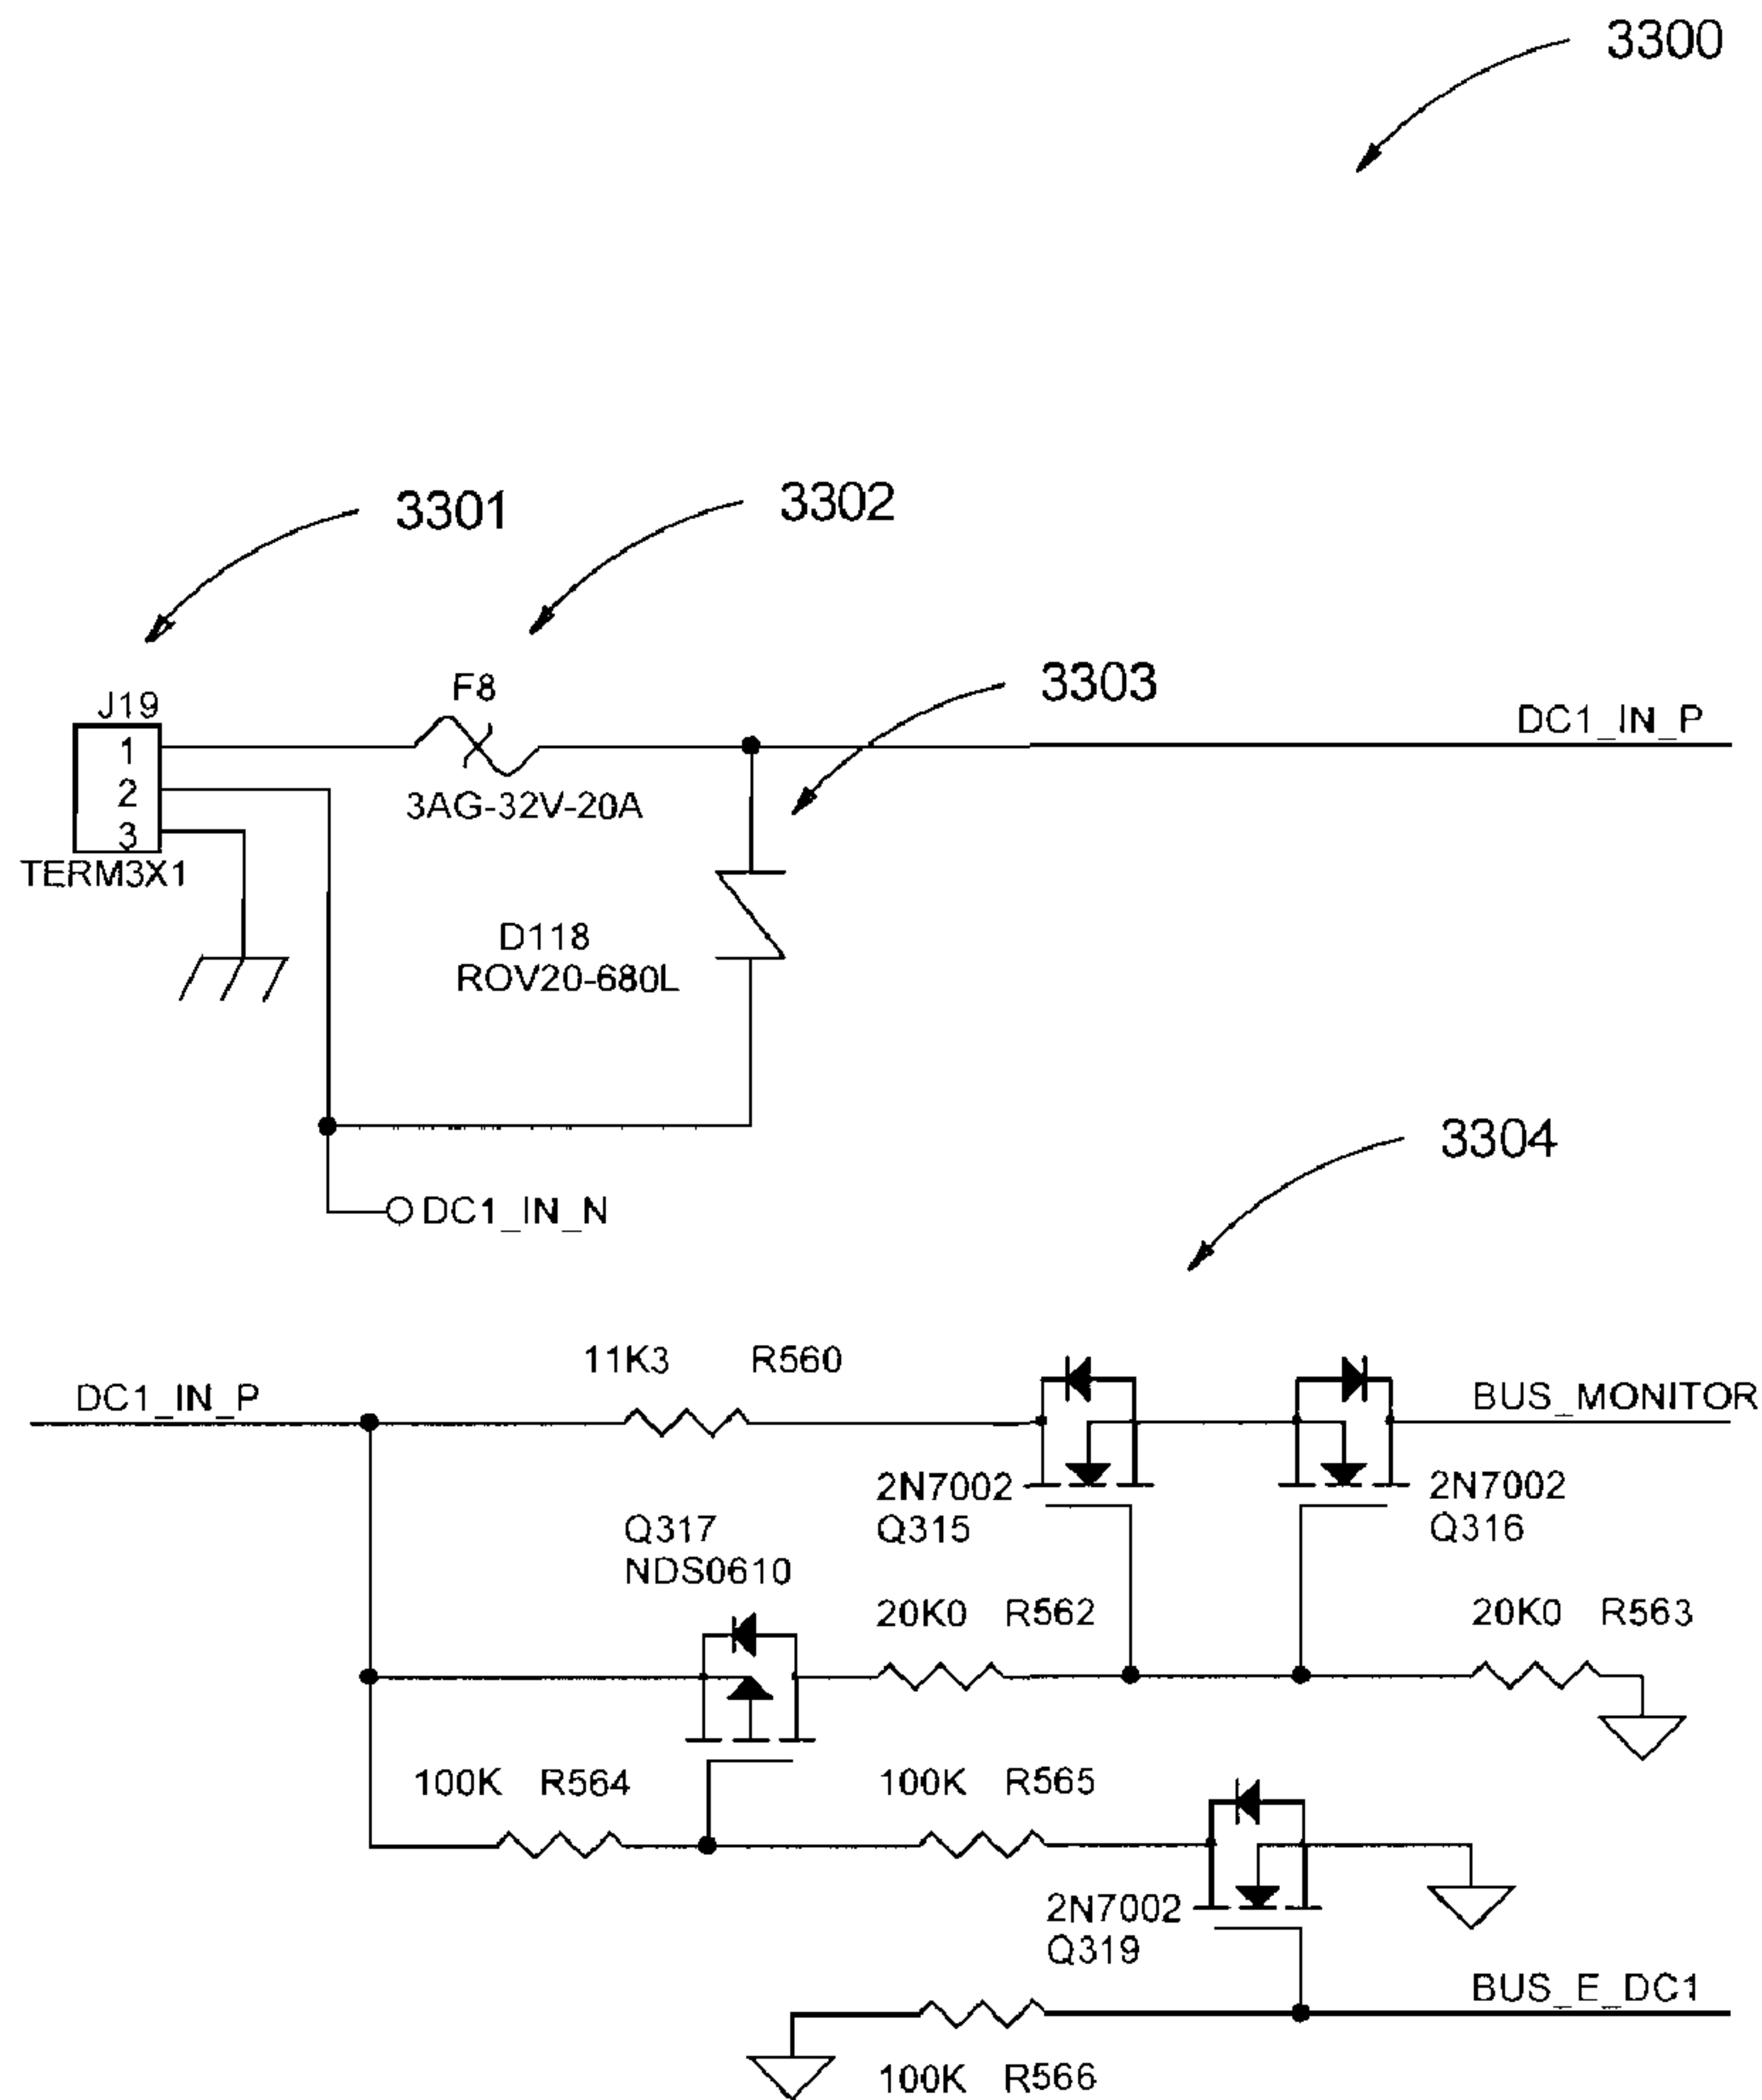 3300
3301
3302
3303
J19
F8
DC1_IN_P
1
2
3
3AG-32V-20A
TERM3X1
D118
ROV20-680L
3304
DC1_IN_N
11K3 R560
DC1_IN_P
BUS_MONITOR
2N7002
Q315
2N7002
Q316
Q317
NDS0610
20K0 R562
20K0 R563
100K R564
100K R565
2N7002
Q319
BUS_E_DC1
100K R566